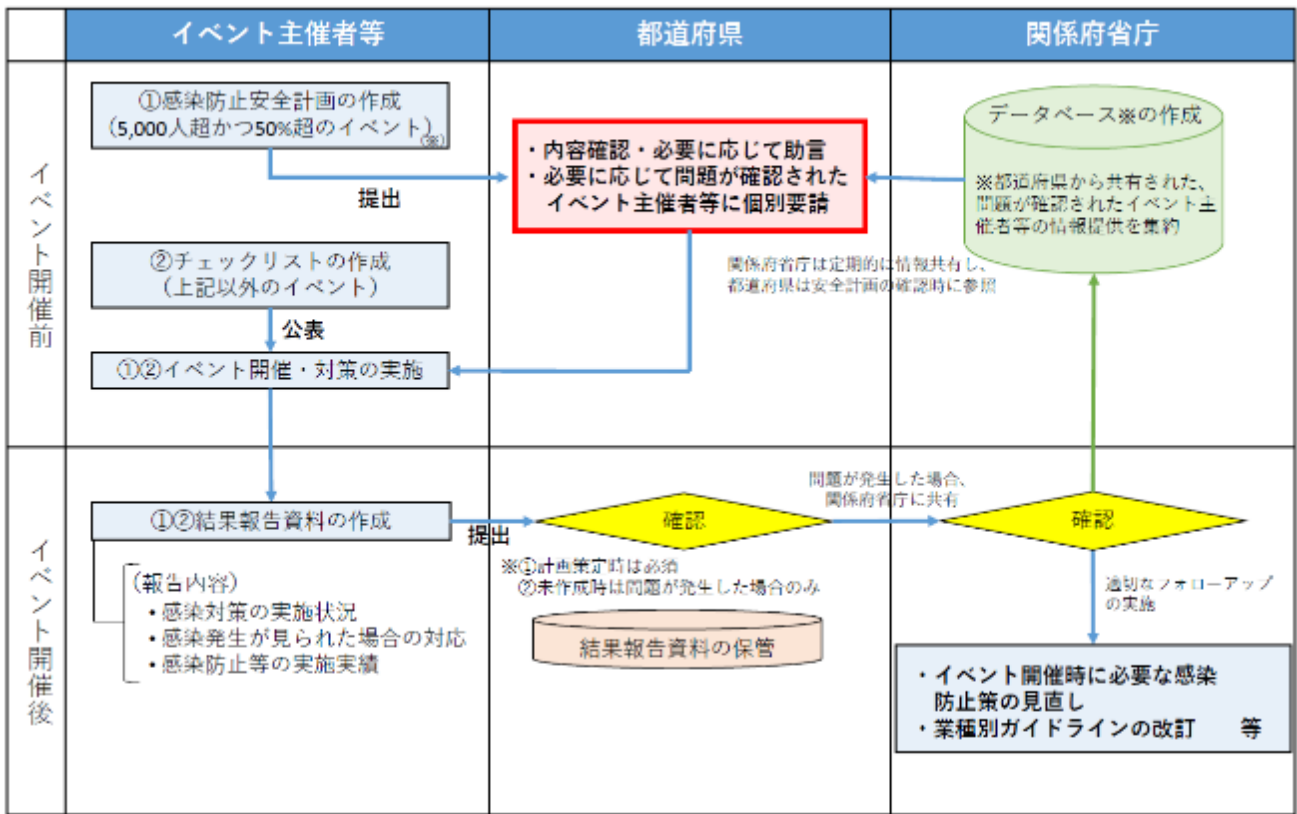 イベント主催者等
都道府県
関係府省庁
イベント開催前
①感染防止安全計画の作成
(5,000人超かつ50%超のイベント)
(※)
提出
・内容確認・必要に応じて助言
・必要に応じて問題が確認された
イベント主催者等に個別要請
データベース※の作成
※都道府県から共有された、
問題が確認されたイベント主
催者等の情報提供を集約
②チェックリストの作成
(上記以外のイベント)
関係府省庁は定期的に情報共有し、
都道府県は安全計画の確認時に参照
公表
①②イベント開催・対策の実施
イベント開催後
①②結果報告資料の作成
提出
確認
問題が発生した場合、
関係府省庁に共有
確認
※①計画策定時は必須
②未作成時は問題が発生した場合のみ
結果報告資料の保管
(報告内容)
・感染対策の実施状況
・感染発生が見られた場合の対応
・感染防止等の実施実績
適切なフォローアップ
の実施
・イベント開催時に必要な感染
防止策の見直し
・業種別ガイドラインの改訂 等